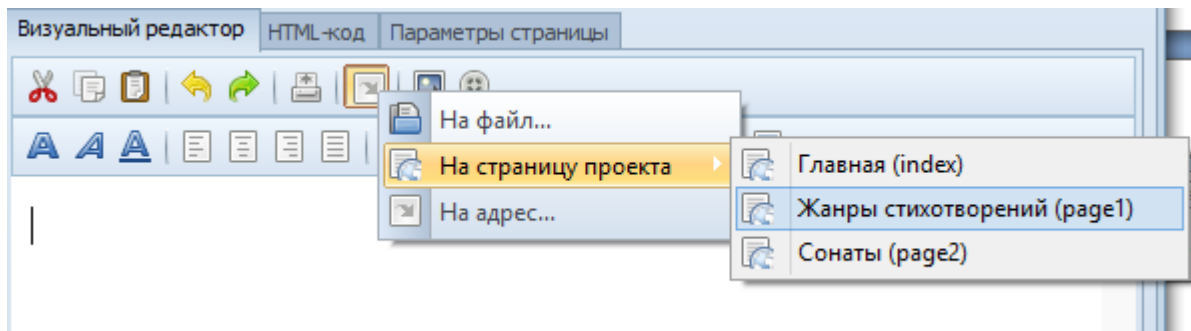 Визуальный редактор HTML-код Параметры страницы
На файл...
На страницу проекта
На адрес...
Главная (index)
Жанры стихотворений (page1)
Сонаты (page2)